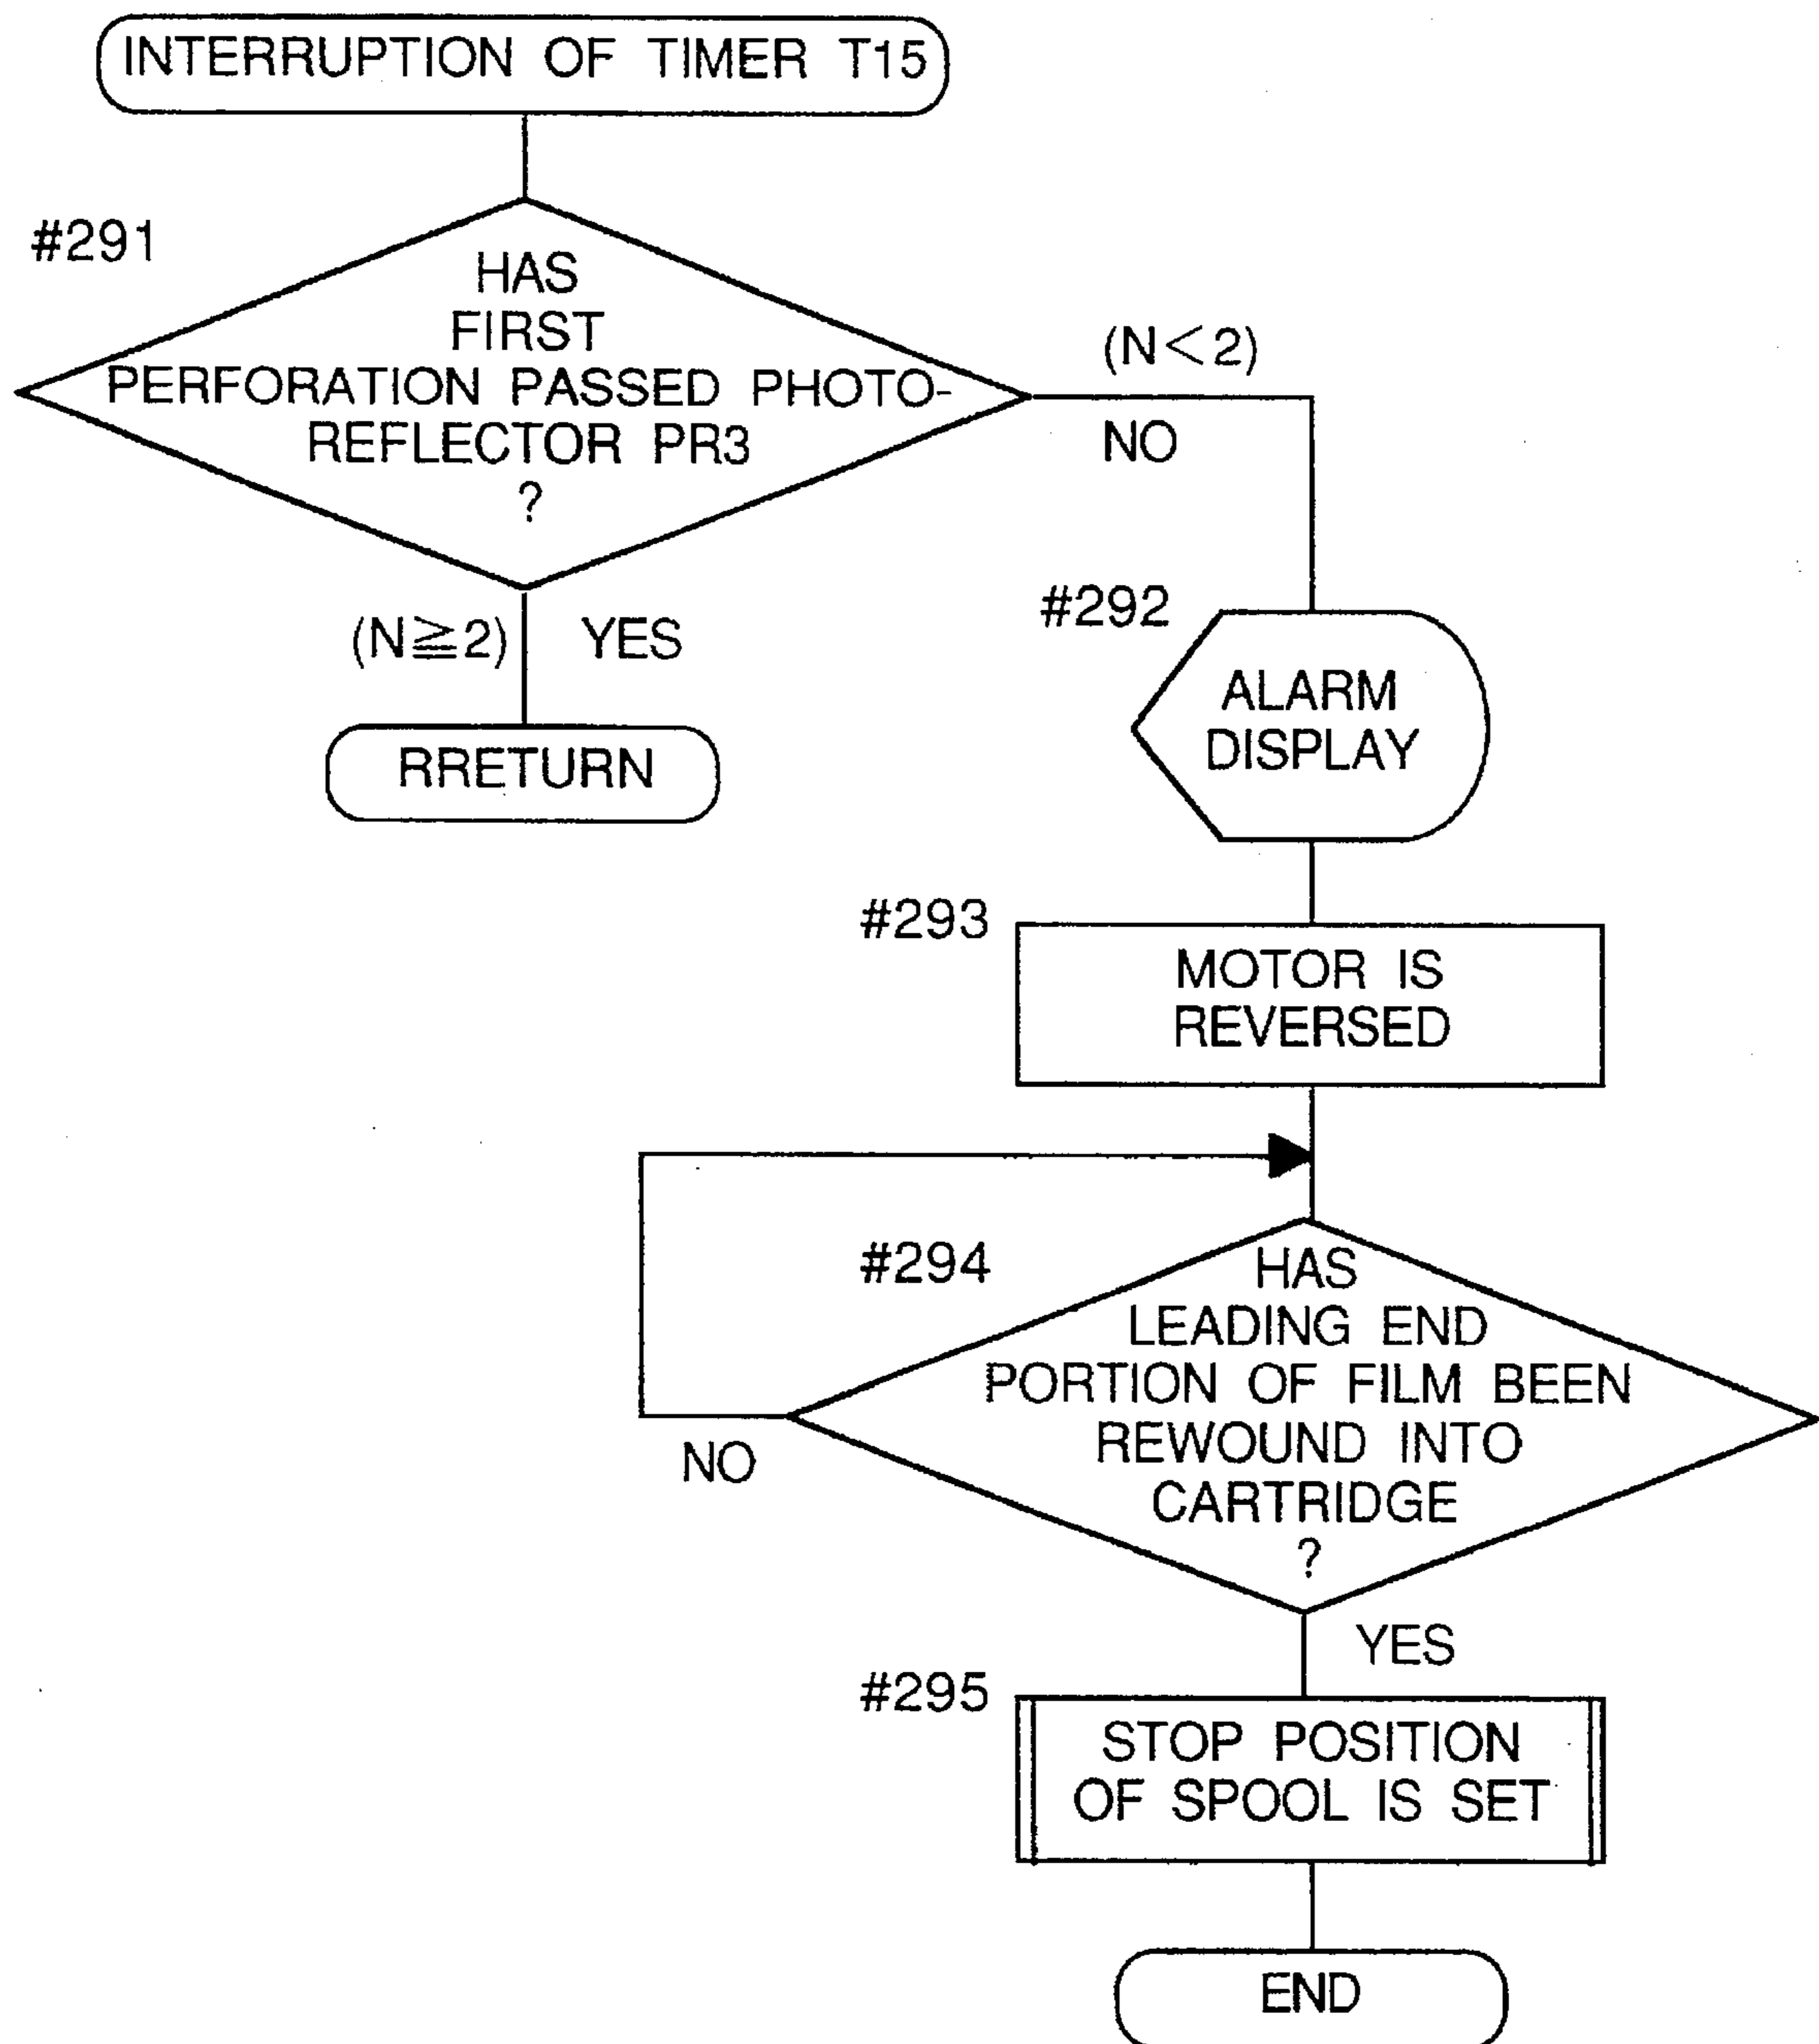 INTERRUPTION OF TIMER T15
#291
HAS
FIRST
PERFORATION PASSED PHOTO-
REFLECTOR PR3
?
(N<2)
NO
(N≧2) YES
RRETURN
#292
ALARM
DISPLAY
#293
MOTOR IS
REVERSED
#294
HAS
LEADING END
PORTION OF FILM BEEN
REWOUND INTO
CARTRIDGE
?
NO
YES
#295
STOP POSITION
OF SPOOL IS SET
END